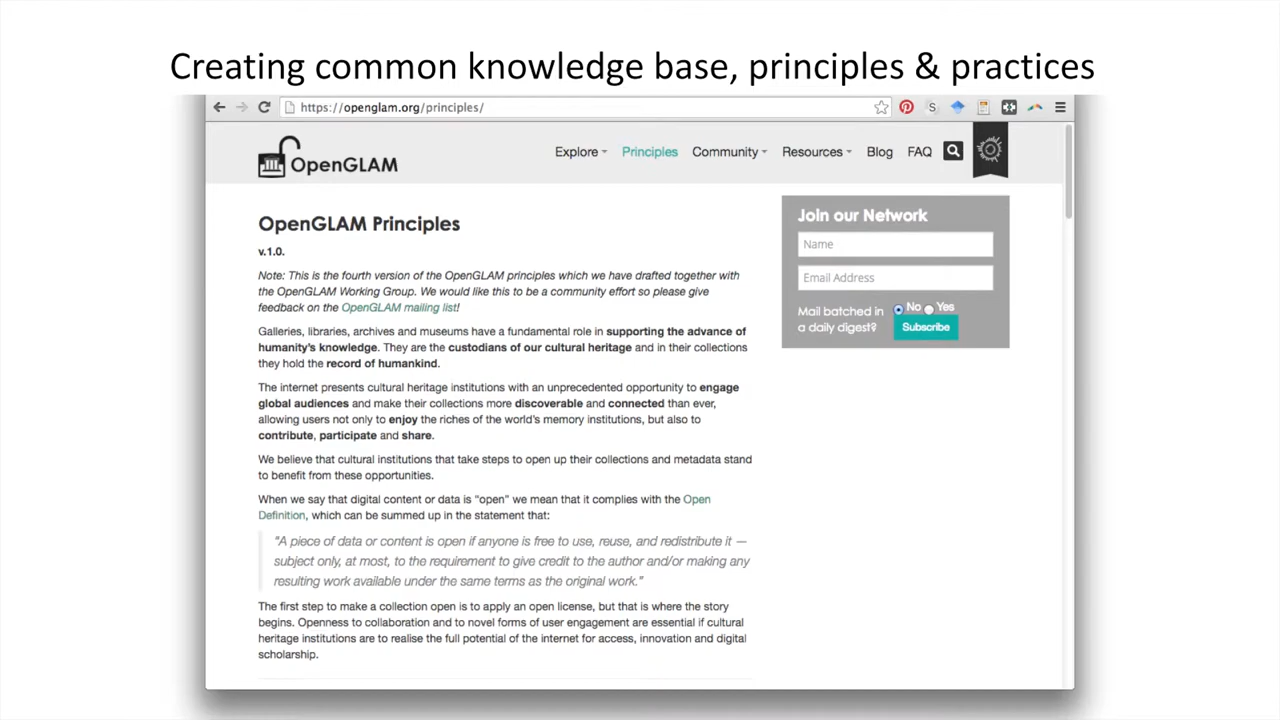 Creating common knowledge base, principles & practices
https://openglam.org/principles/
S
OpenGLAM
Explore Principles Community Resources Blog FAQ
OpenGLAM Principles
v.1.0.
Note: This is the fourth version of the OpenGLAM principles which we have drafted together with
the OpenGLAM Working Group. We would like this to be a community effort so please give
feedback on the OpenGLAM mailing list!
Galleries, libraries, archives and museums have a fundamental role in supporting the advance of
humanity's knowledge. They are the custodians of our cultural heritage and in their collections
they hold the record of humankind.
The internet presents cultural heritage institutions with an unprecedented opportunity to engage
global audiences and make their collections more discoverable and connected than ever,
allowing users not only to enjoy the riches of the world's memory institutions, but also to
contribute, participate and share.
We believe that cultural institutions that take steps to open up their collections and metadata stand
to benefit from these opportunities.
When we say that digital content or data is "open" we mean that it complies with the Open
Definition, which can be summed up in the statement that:
"A piece of data or content is open if anyone is free to use, reuse, and redistribute it —
subject only, at most, to the requirement to give credit to the author and/or making any
resulting work available under the same terms as the original work."
The first step to make a collection open is to apply an open license, but that is where the story
begins. Openness to collaboration and to novel forms of user engagement are essential if cultural
heritage institutions are to realise the full potential of the internet for access, innovation and digital
scholarship.
Join our Network
Name
Email Address
Mail batched in No Yes
a daily digest?
Subscribe